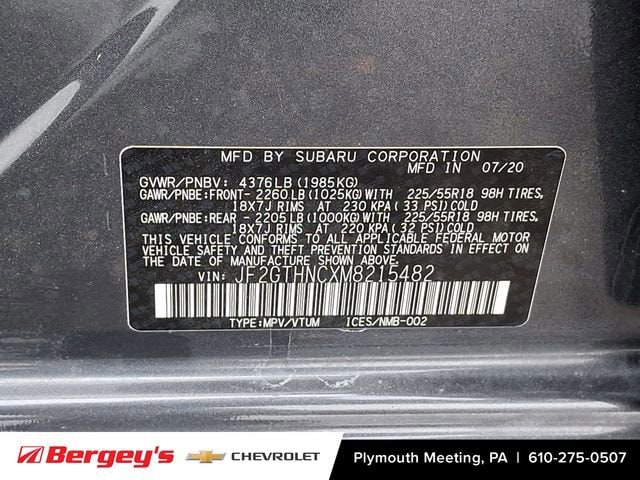 MFD BY SUBARU CORPORATION
MFD IN 07/20
GVWR/PNBV: 4376LB(1985KG)
GAWR/PNBE:FRONT- 2260LB(1025KG)WITH 225/55R18 98H TIRES,
18X7J RIMS AT 230 KPA(33 PSI)COLD
GAWR/PNBE:REAR - 2205LB(1000KG)WITH 225/55R18 98H TIRES,
18X7J RIMS AT 220 KPA(32 PSI)COLD
THIS VEHICLE CONFORMS TO ALL APPLICABLE FEDERAL MOTOR
VEHICLE SAFETY AND THEFT PREVENTION STANDARDS IN EFFECT
ON THE DATE OF MANUFACTURE SHOWN ABOVE.
VIN: JF2GTHNCXM8215482
TYPE:MPV/VTUM ICES/NMB-002
Bergey's CHEVROLET Plymouth Meeting, PA | 610-275-0507